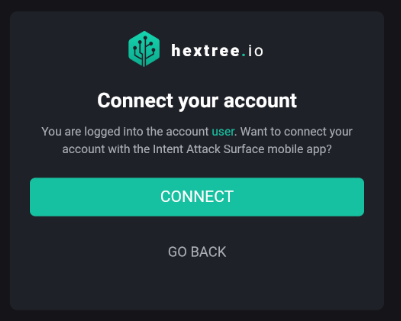 hextree.io
Connect your account
You are logged into the account user. Want to connect your
account with the Intent Attack Surface mobile app?
CONNECT
GO BACK